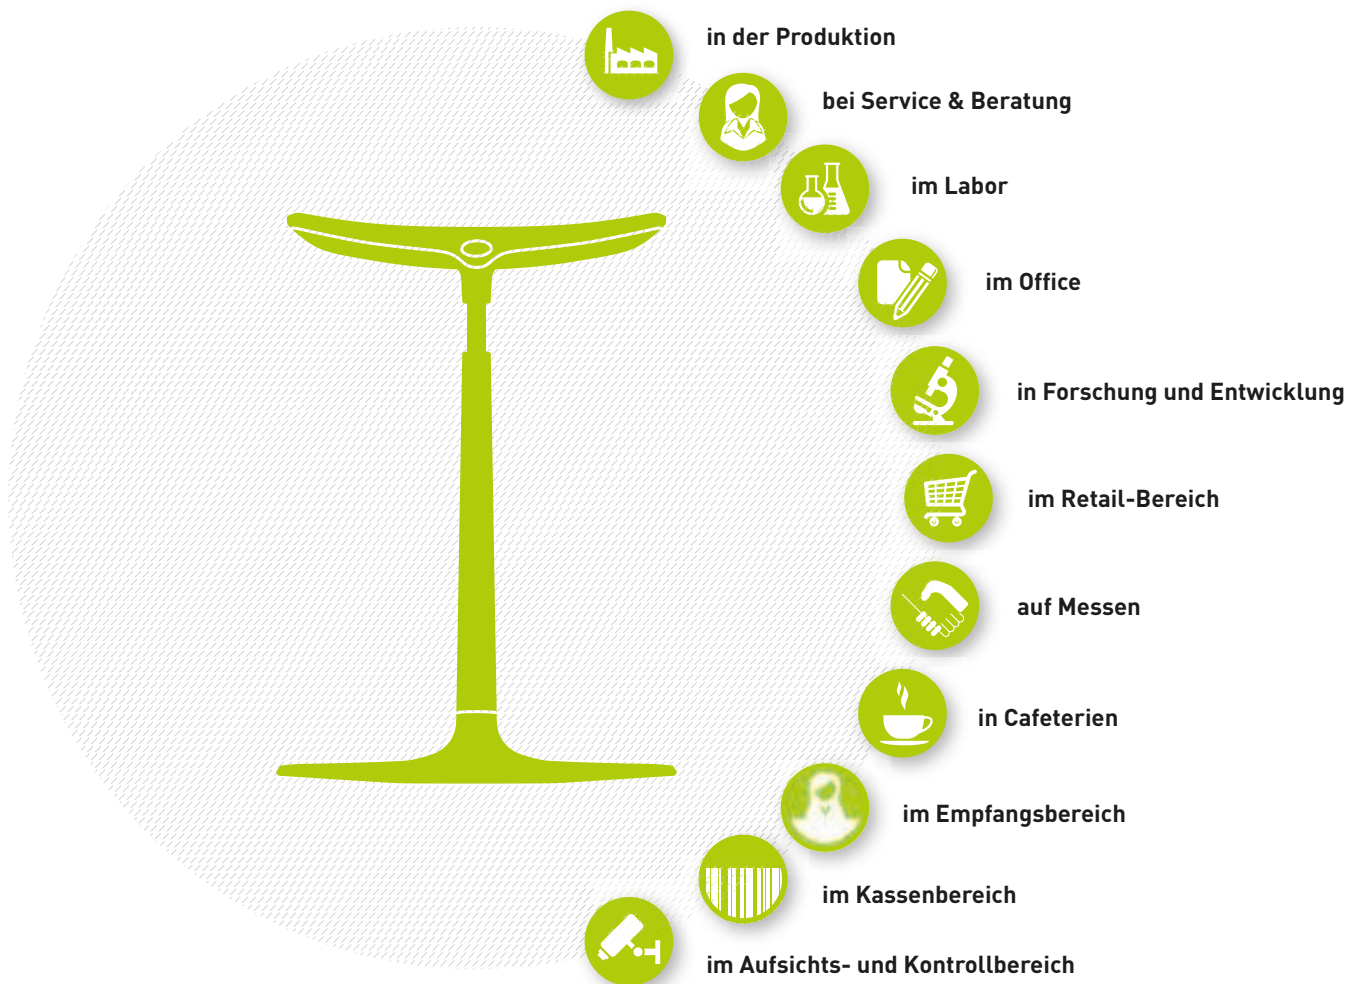 in der Produktion
bei Service & Beratung
im Labor
im Office
in Forschung und Entwicklung
im Retail-Bereich
auf Messen
in Cafeterien
im Empfangsbereich
im Kassenbereich
im Aufsichts- und Kontrollbereich